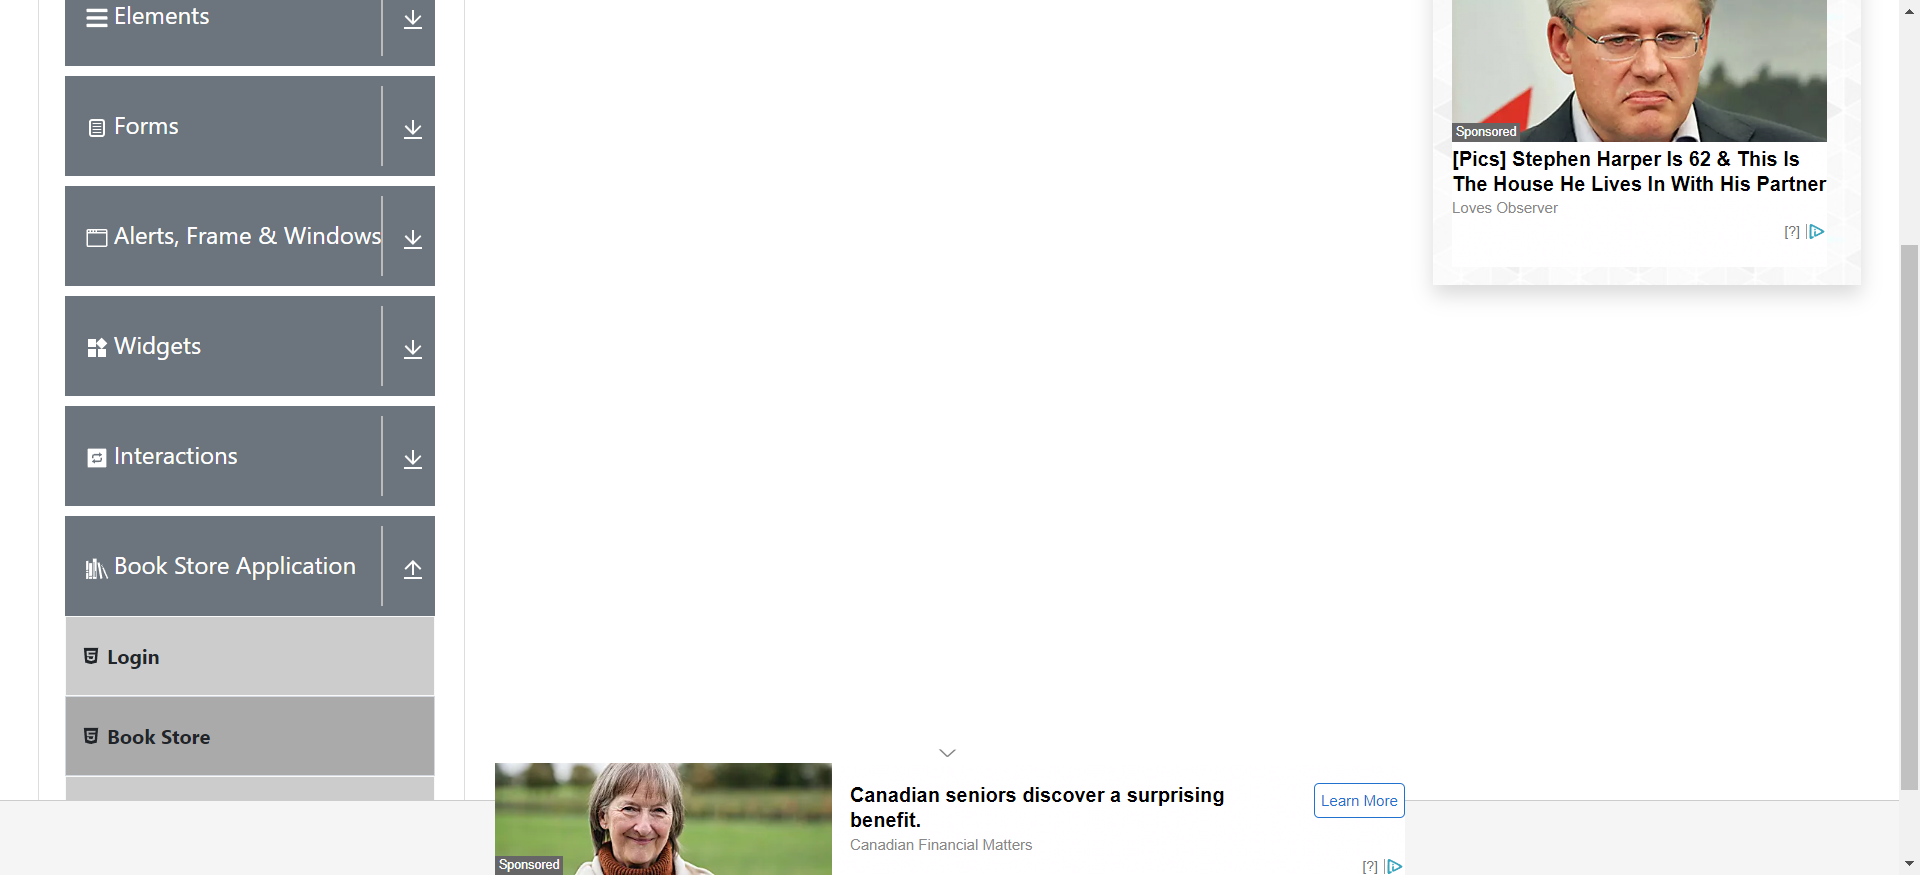 Elements
Forms
Alerts, Frame & Windows
Widgets
Interactions
Book Store Application
Login
Book Store
Sponsored
[Pics] Stephen Harper Is 62 & This Is
The House He Lives In With His Partner
Loves Observer
[?]
Sponsored
Canadian seniors discover a surprising
benefit.
Canadian Financial Matters
Learn More
[?]